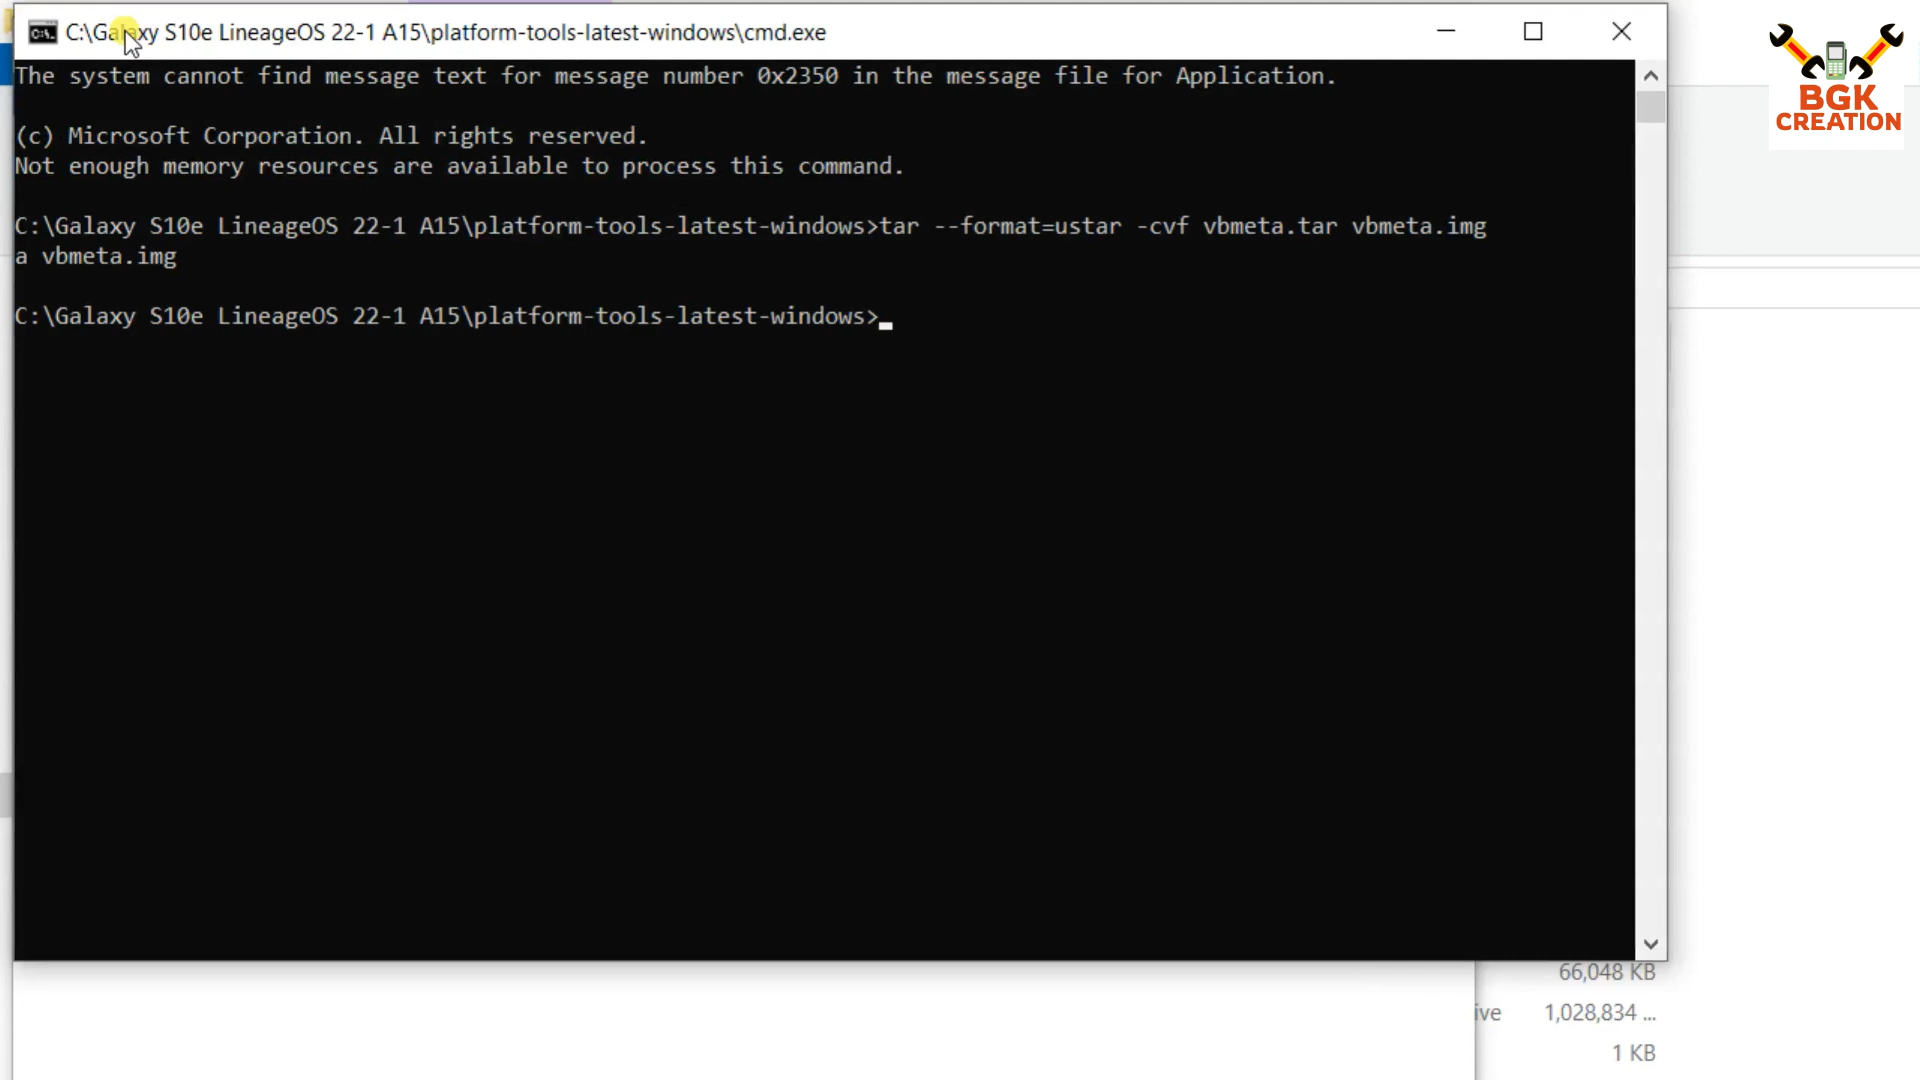 C:\Galaxy S10e LineageOS 22-1 A15\platform-tools-latest-windows\cmd.exe
The system cannot find message text for message number 0x2350 in the message file for Application.
(c) Microsoft Corporation. All rights reserved.
Not enough memory resources are available to process this command.
C:\Galaxy S10e LineageOS 22-1 A15\platform-tools-latest-windows>tar --format=ustar -cvf vbmeta.tar vbmeta.img
a vbmeta.img
C:\Galaxy S10e LineageOS 22-1 A15\platform-tools-latest-windows>
BGK
CREATION
66,048 KB
ive 1,028,834 ...
1 KB